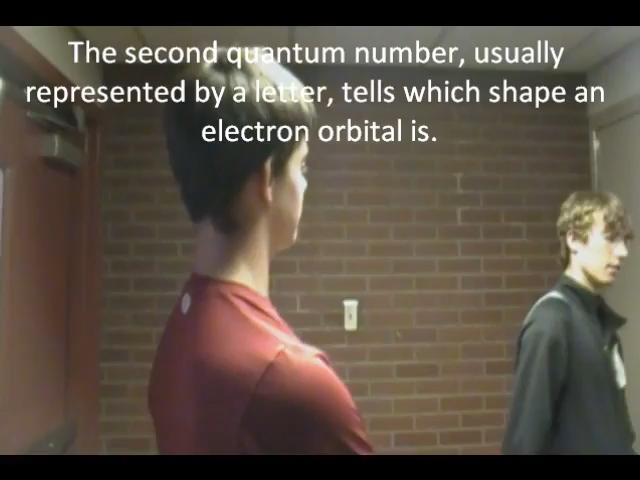 The second quantum number, usually
represented by a letter, tells which shape an
electron orbital is.